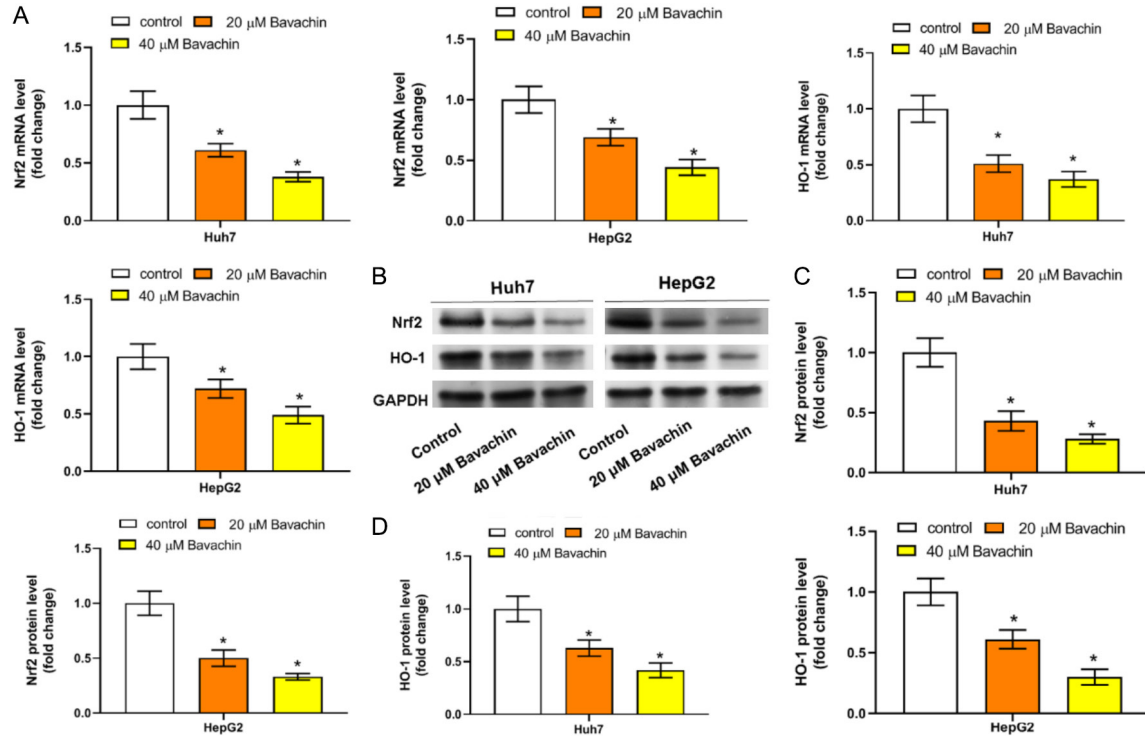 A
control 20 μM Bavachin
40 μM Bavachin
1.5
1.0
0.5
0.0
Nrf2 mRNA level
(fold change)
*
*
Huh7
control 20 μM Bavachin
40 μM Bavachin
1.5
1.0
0.5
0.0
Nrf2 mRNA level
(fold change)
*
*
HepG2
control 20 μM Bavachin
40 μM Bavachin
1.5
1.0
0.5
0.0
HO-1 mRNA level
(fold change)
*
*
Huh7
control 20 μM Bavachin
40 μM Bavachin
1.5
1.0
0.5
0.0
HO-1 mRNA level
(fold change)
*
*
HepG2
B
Huh7 HepG2
Nrf2
HO-1
GAPDH
Control
20 μM Bavachin
40 μM Bavachin
Control
20 μM Bavachin
40 μM Bavachin
C
control 20 μM Bavachin
40 μM Bavachin
1.5
1.0
0.5
0.0
Nrf2 protein level
(fold change)
*
*
Huh7
control 20 μM Bavachin
40 μM Bavachin
1.5
1.0
0.5
0.0
Nrf2 protein level
(fold change)
*
*
HepG2
D
control 20 μM Bavachin
40 μM Bavachin
1.5
1.0
0.5
0.0
HO-1 protein level
(fold change)
*
*
Huh7
control 20 μM Bavachin
40 μM Bavachin
1.5
1.0
0.5
0.0
HO-1 protein level
(fold change)
*
*
HepG2